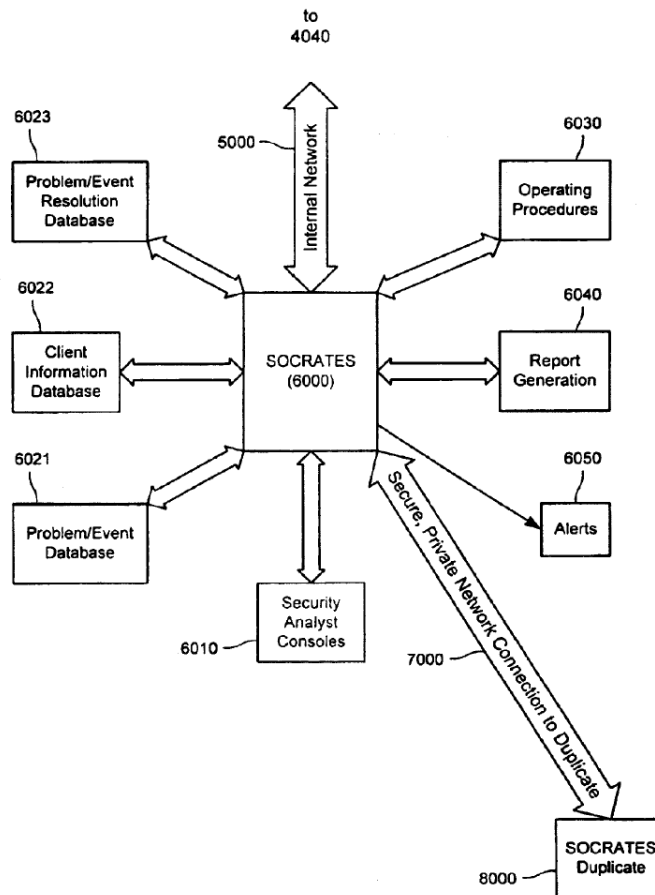 to
4040
6023
5000
6030
Problem/Event
Resolution
Database
Internal Network
Operating
Procedures
6022
6040
Client
Information
Database
SOCRATES
(6000)
Report
Generation
6021
6050
Problem/Event
Database
Alerts
Security
Analyst
Consoles
6010
Secure, Private Network Connection to Duplicate
7000
SOCRATES
Duplicate
8000